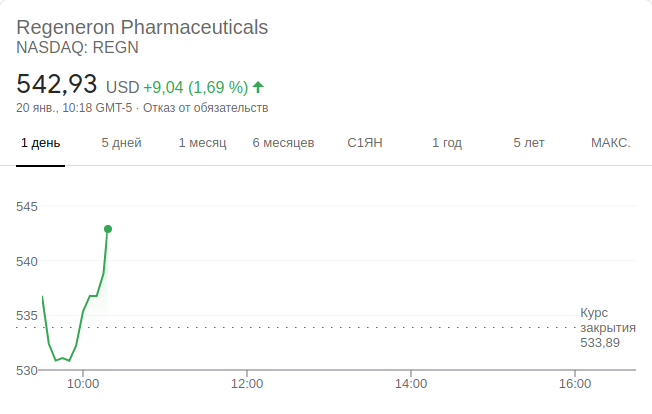 Regeneron Pharmaceuticals
NASDAQ: REGN
542,93 USD +9,04 (1,69 %)
20 янв., 10:18 GMT-5 · Отказ от обязательств
1 день 5 дней 1 месяц 6 месяцев С1ЯН 1 год 5 лет МАКС.
545
540
535
530
Курс
закрытия
533,89
10:00 12:00 14:00 16:00